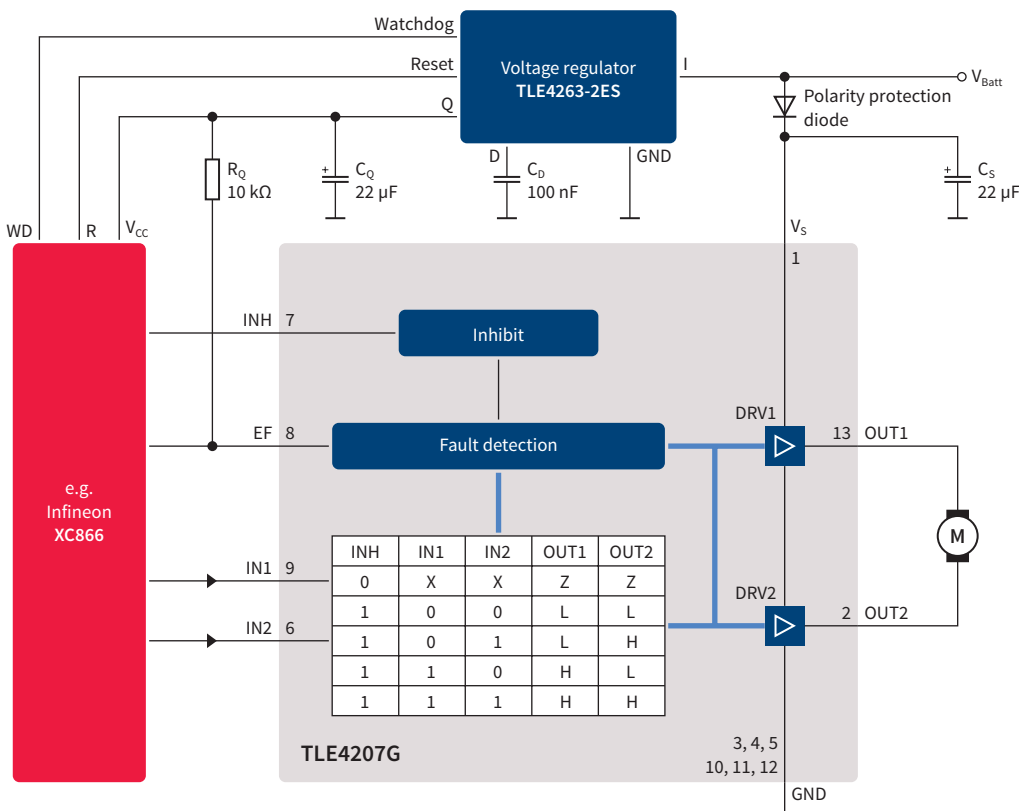 Watchdog
Reset
Q
Voltage regulator
TLE4263-2ES
I
V_Batt
Polarity protection
diode
D
GND
R_Q
10 kΩ
+
C_Q
22 µF
C_D
100 nF
+
C_S
22 µF
WD
R
V_CC
V_S
1
e.g.
Infineon
XC866
INH 7
Inhibit
EF 8
Fault detection
DRV1
13 OUT1
M
IN1 9
IN2 6
INH IN1 IN2 OUT1 OUT2
0 X X Z Z
1 0 0 L L
1 0 1 L H
1 1 0 H L
1 1 1 H H
DRV2
2 OUT2
TLE4207G
3, 4, 5
10, 11, 12
GND